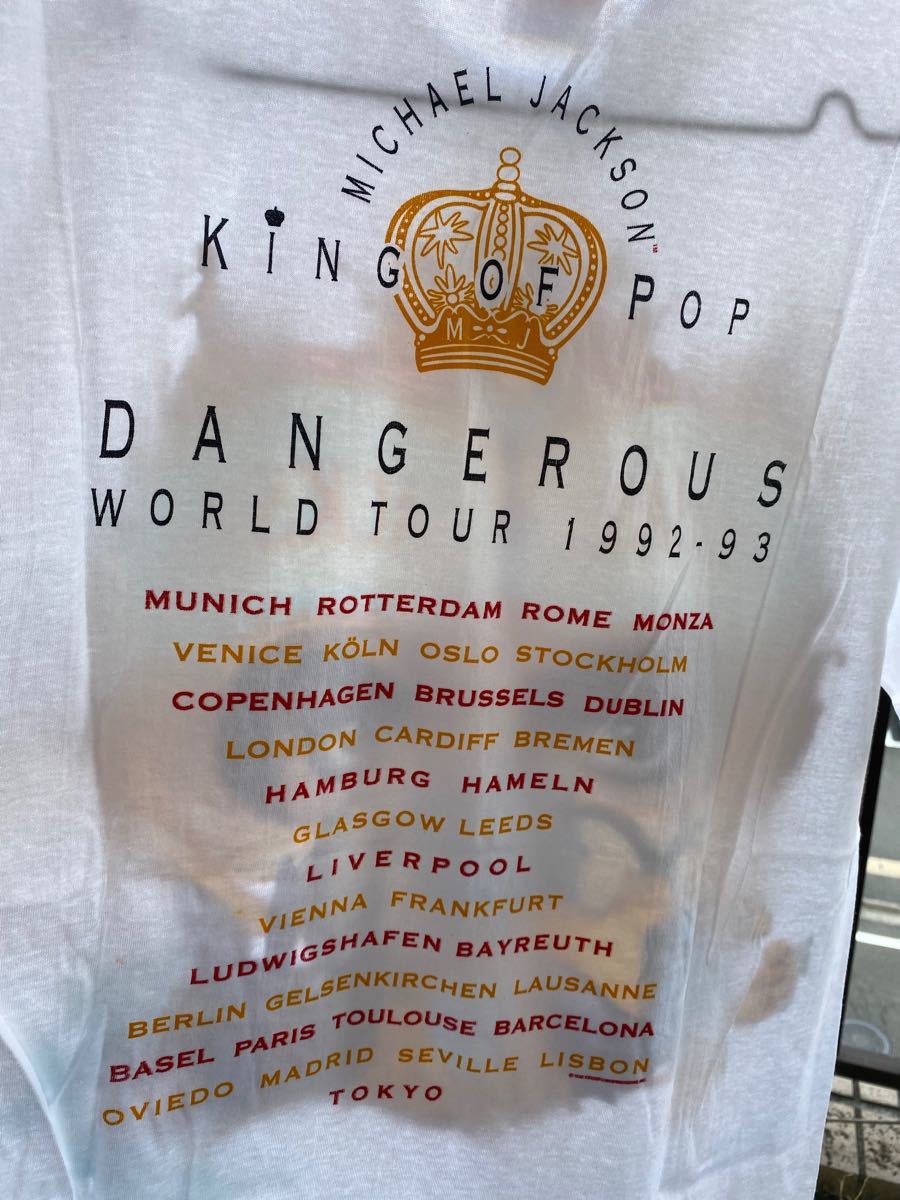 MICHAEL JACKSON™
KiNG OF POP
M J
DANGEROUS
WORLD TOUR 1992-93
MUNICH ROTTERDAM ROME MONZA
VENICE KÖLN OSLO STOCKHOLM
COPENHAGEN BRUSSELS DUBLIN
LONDON CARDIFF BREMEN
HAMBURG HAMELN
GLASGOW LEEDS
LIVERPOOL
VIENNA FRANKFURT
LUDWIGSHAFEN BAYREUTH
BERLIN GELSENKIRCHEN LAUSANNE
BASEL PARIS TOULOUSE BARCELONA
OVIEDO MADRID SEVILLE LISBON
TOKYO